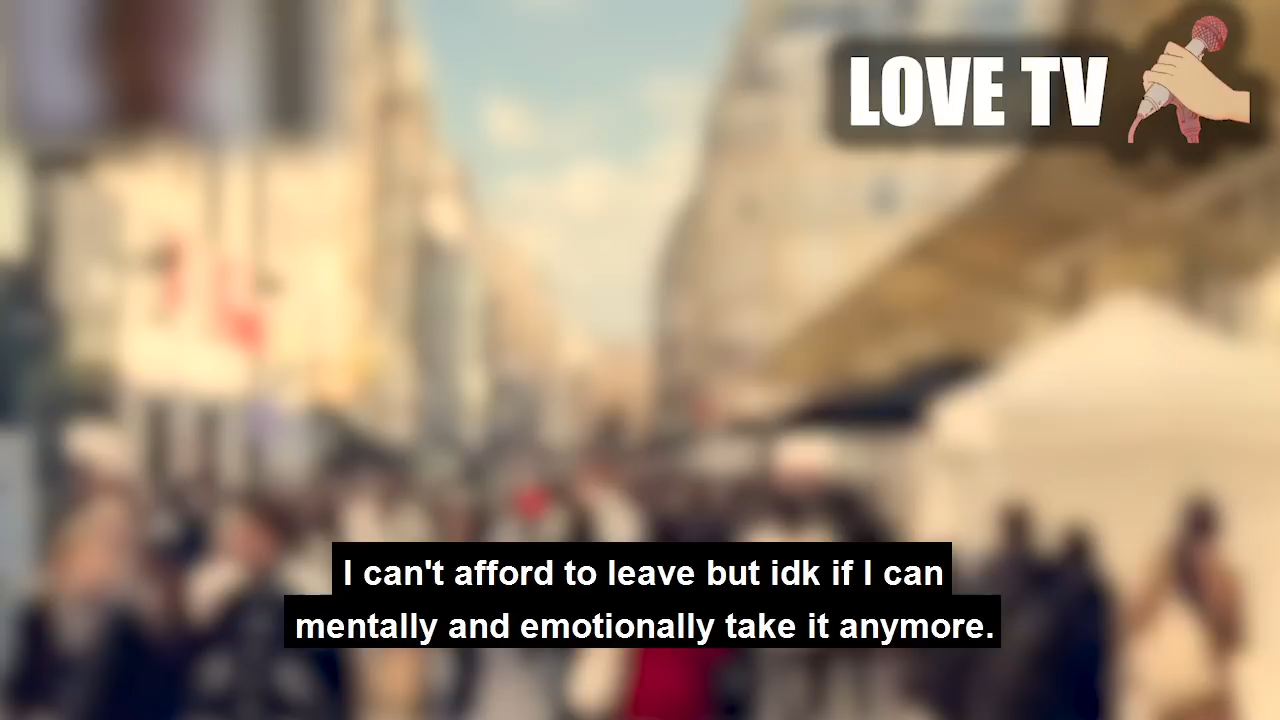 LOVE TV
I can't afford to leave but idk if I can
mentally and emotionally take it anymore.